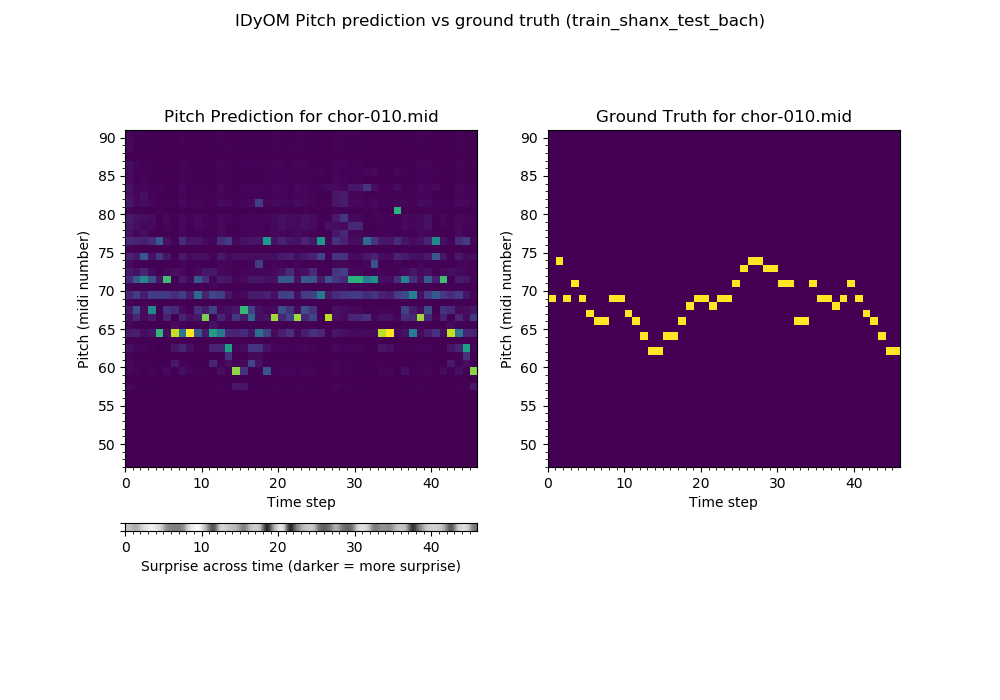 IDyOM Pitch prediction vs ground truth (train_shanx_test_bach)
Pitch Prediction for chor-010.mid
90
85
80
75
70
65
60
55
50
Pitch (midi number)
0 10 20 30 40
Time step
0 10 20 30 40
Surprise across time (darker = more surprise)
Ground Truth for chor-010.mid
90
85
80
75
70
65
60
55
50
Pitch (midi number)
0 10 20 30 40
Time step